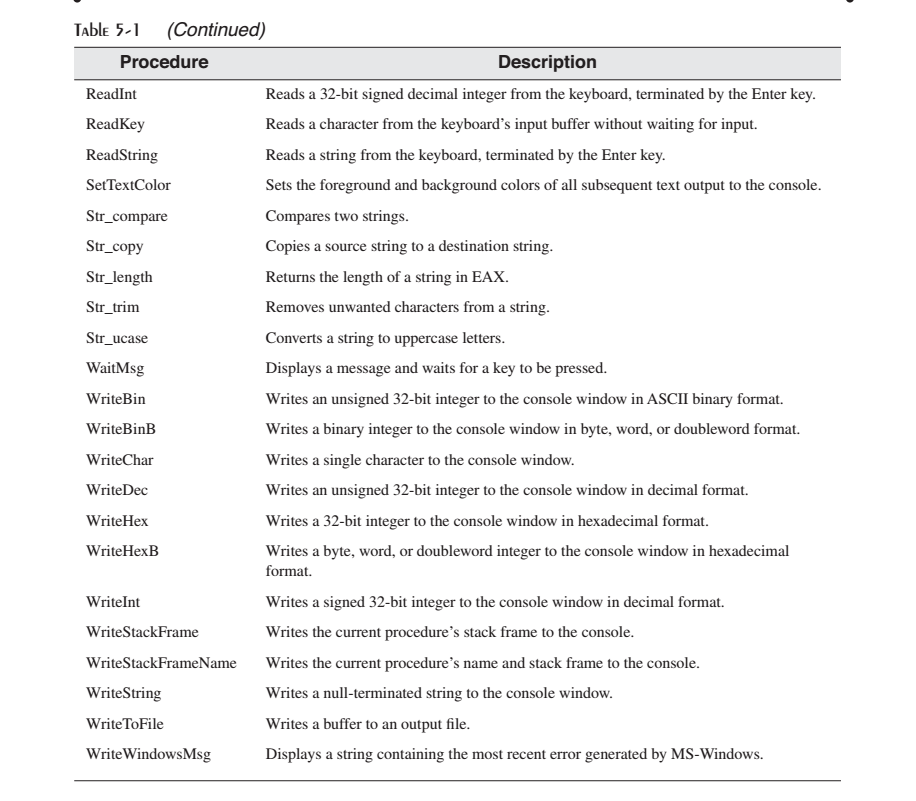 Table 5-1 (Continued)
Procedure Description
ReadInt Reads a 32-bit signed decimal integer from the keyboard, terminated by the Enter key.
ReadKey Reads a character from the keyboard's input buffer without waiting for input.
ReadString Reads a string from the keyboard, terminated by the Enter key.
SetTextColor Sets the foreground and background colors of all subsequent text output to the console.
Str_compare Compares two strings.
Str_copy Copies a source string to a destination string.
Str_length Returns the length of a string in EAX.
Str_trim Removes unwanted characters from a string.
Str_ucase Converts a string to uppercase letters.
WaitMsg Displays a message and waits for a key to be pressed.
WriteBin Writes an unsigned 32-bit integer to the console window in ASCII binary format.
WriteBinB Writes a binary integer to the console window in byte, word, or doubleword format.
WriteChar Writes a single character to the console window.
WriteDec Writes an unsigned 32-bit integer to the console window in decimal format.
WriteHex Writes a 32-bit integer to the console window in hexadecimal format.
WriteHexB Writes a byte, word, or doubleword integer to the console window in hexadecimal
format.
WriteInt Writes a signed 32-bit integer to the console window in decimal format.
WriteStackFrame Writes the current procedure's stack frame to the console.
WriteStackFrameName Writes the current procedure's name and stack frame to the console.
WriteString Writes a null-terminated string to the console window.
WriteToFile Writes a buffer to an output file.
WriteWindowsMsg Displays a string containing the most recent error generated by MS-Windows.